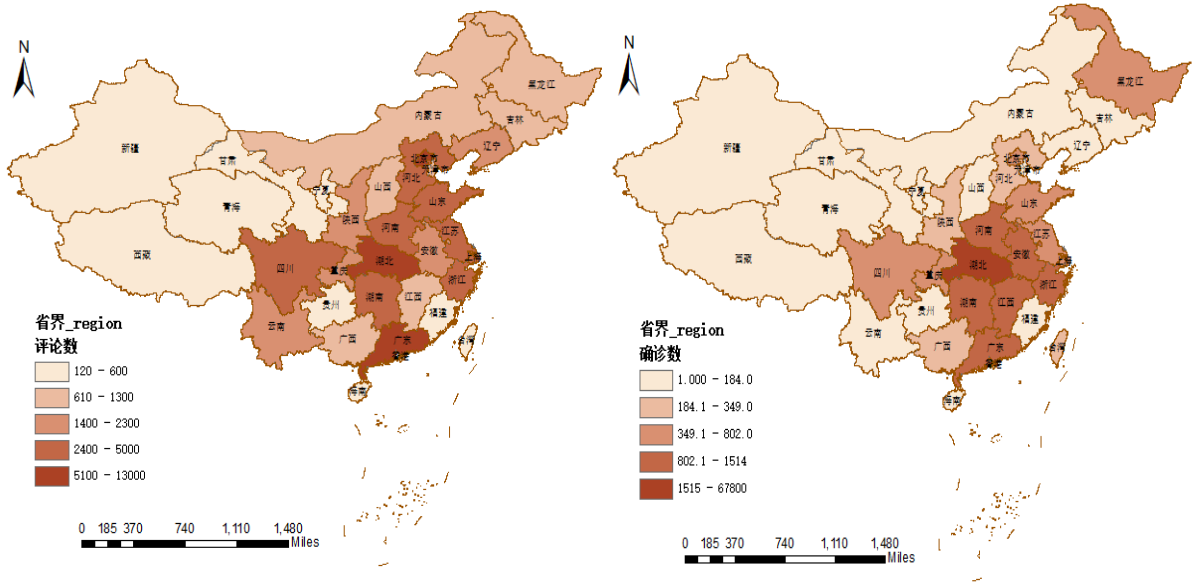 N
黑龙江
内蒙古
吉林
新疆
辽宁
甘肃
北京市
天津市
河北
宁夏
山西
山东
青海
陕西
河南
江苏
西藏
安徽
上海
四川
重庆
湖北
浙江
湖南
江西
贵州
福建
云南
广西
广东
台湾
海南
省界_region
评论数
120 - 600
610 - 1300
1400 - 2300
2400 - 5000
5100 - 13000
0 185 370 740 1,110 1,480
Miles
N
黑龙江
内蒙古
吉林
新疆
辽宁
甘肃
北京市
天津市
河北
宁夏
山西
山东
青海
陕西
河南
江苏
西藏
安徽
上海
四川
重庆
湖北
浙江
湖南
江西
贵州
福建
云南
广西
广东
台湾
海南
省界_region
确诊数
1.000 - 184.0
184.1 - 349.0
349.1 - 802.0
802.1 - 1514
1515 - 67800
0 185 370 740 1,110 1,480
Miles